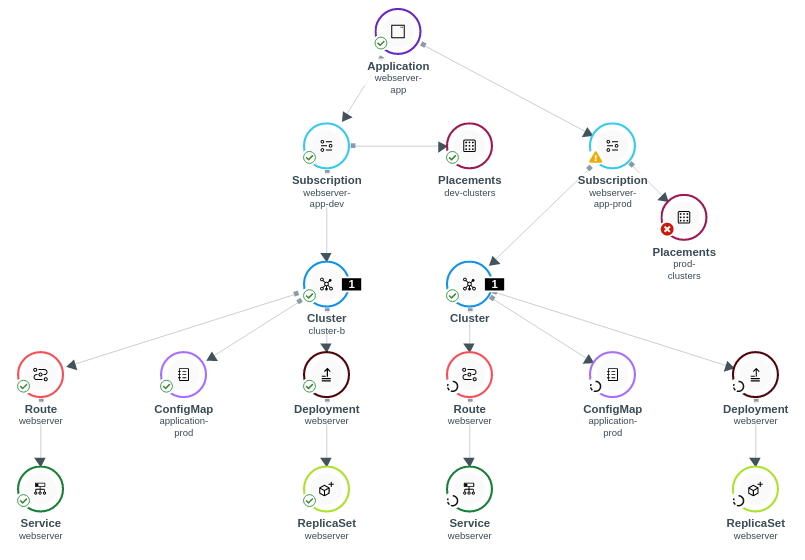 Application
webserver-
app
Subscription
webserver-
app-dev
Placements
dev-clusters
Subscription
webserver-
app-prod
Placements
prod-
clusters
1
Cluster
cluster-b
1
Cluster
Route
webserver
ConfigMap
application-
prod
Deployment
webserver
Route
webserver
ConfigMap
application-
prod
Deployment
webserver
Service
webserver
ReplicaSet
webserver
Service
webserver
ReplicaSet
webserver